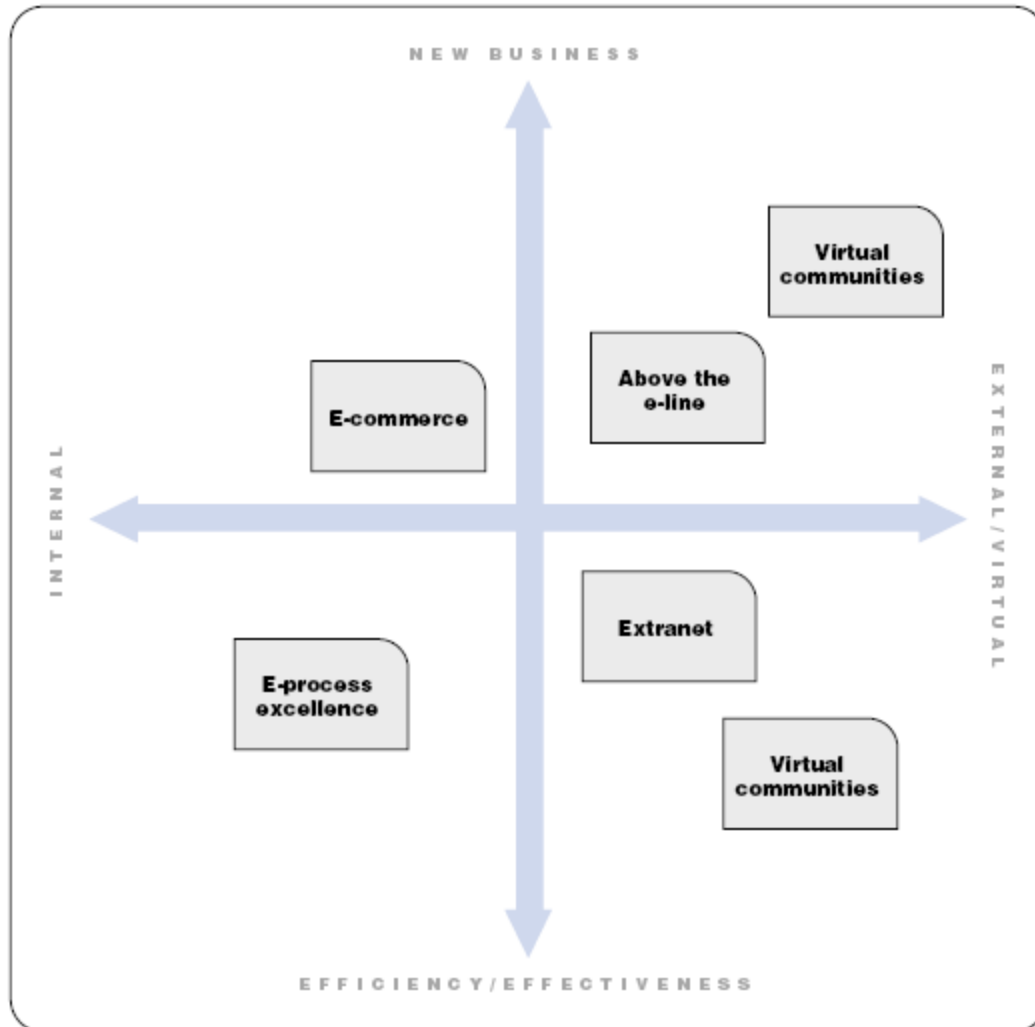 NEW BUSINESS
Virtual
communities
Above the
e-line
E-commerce
INTERNAL
EXTERNAL/VIRTUAL
Extranet
E-process
excellence
Virtual
communities
EFFICIENCY/EFFECTIVENESS